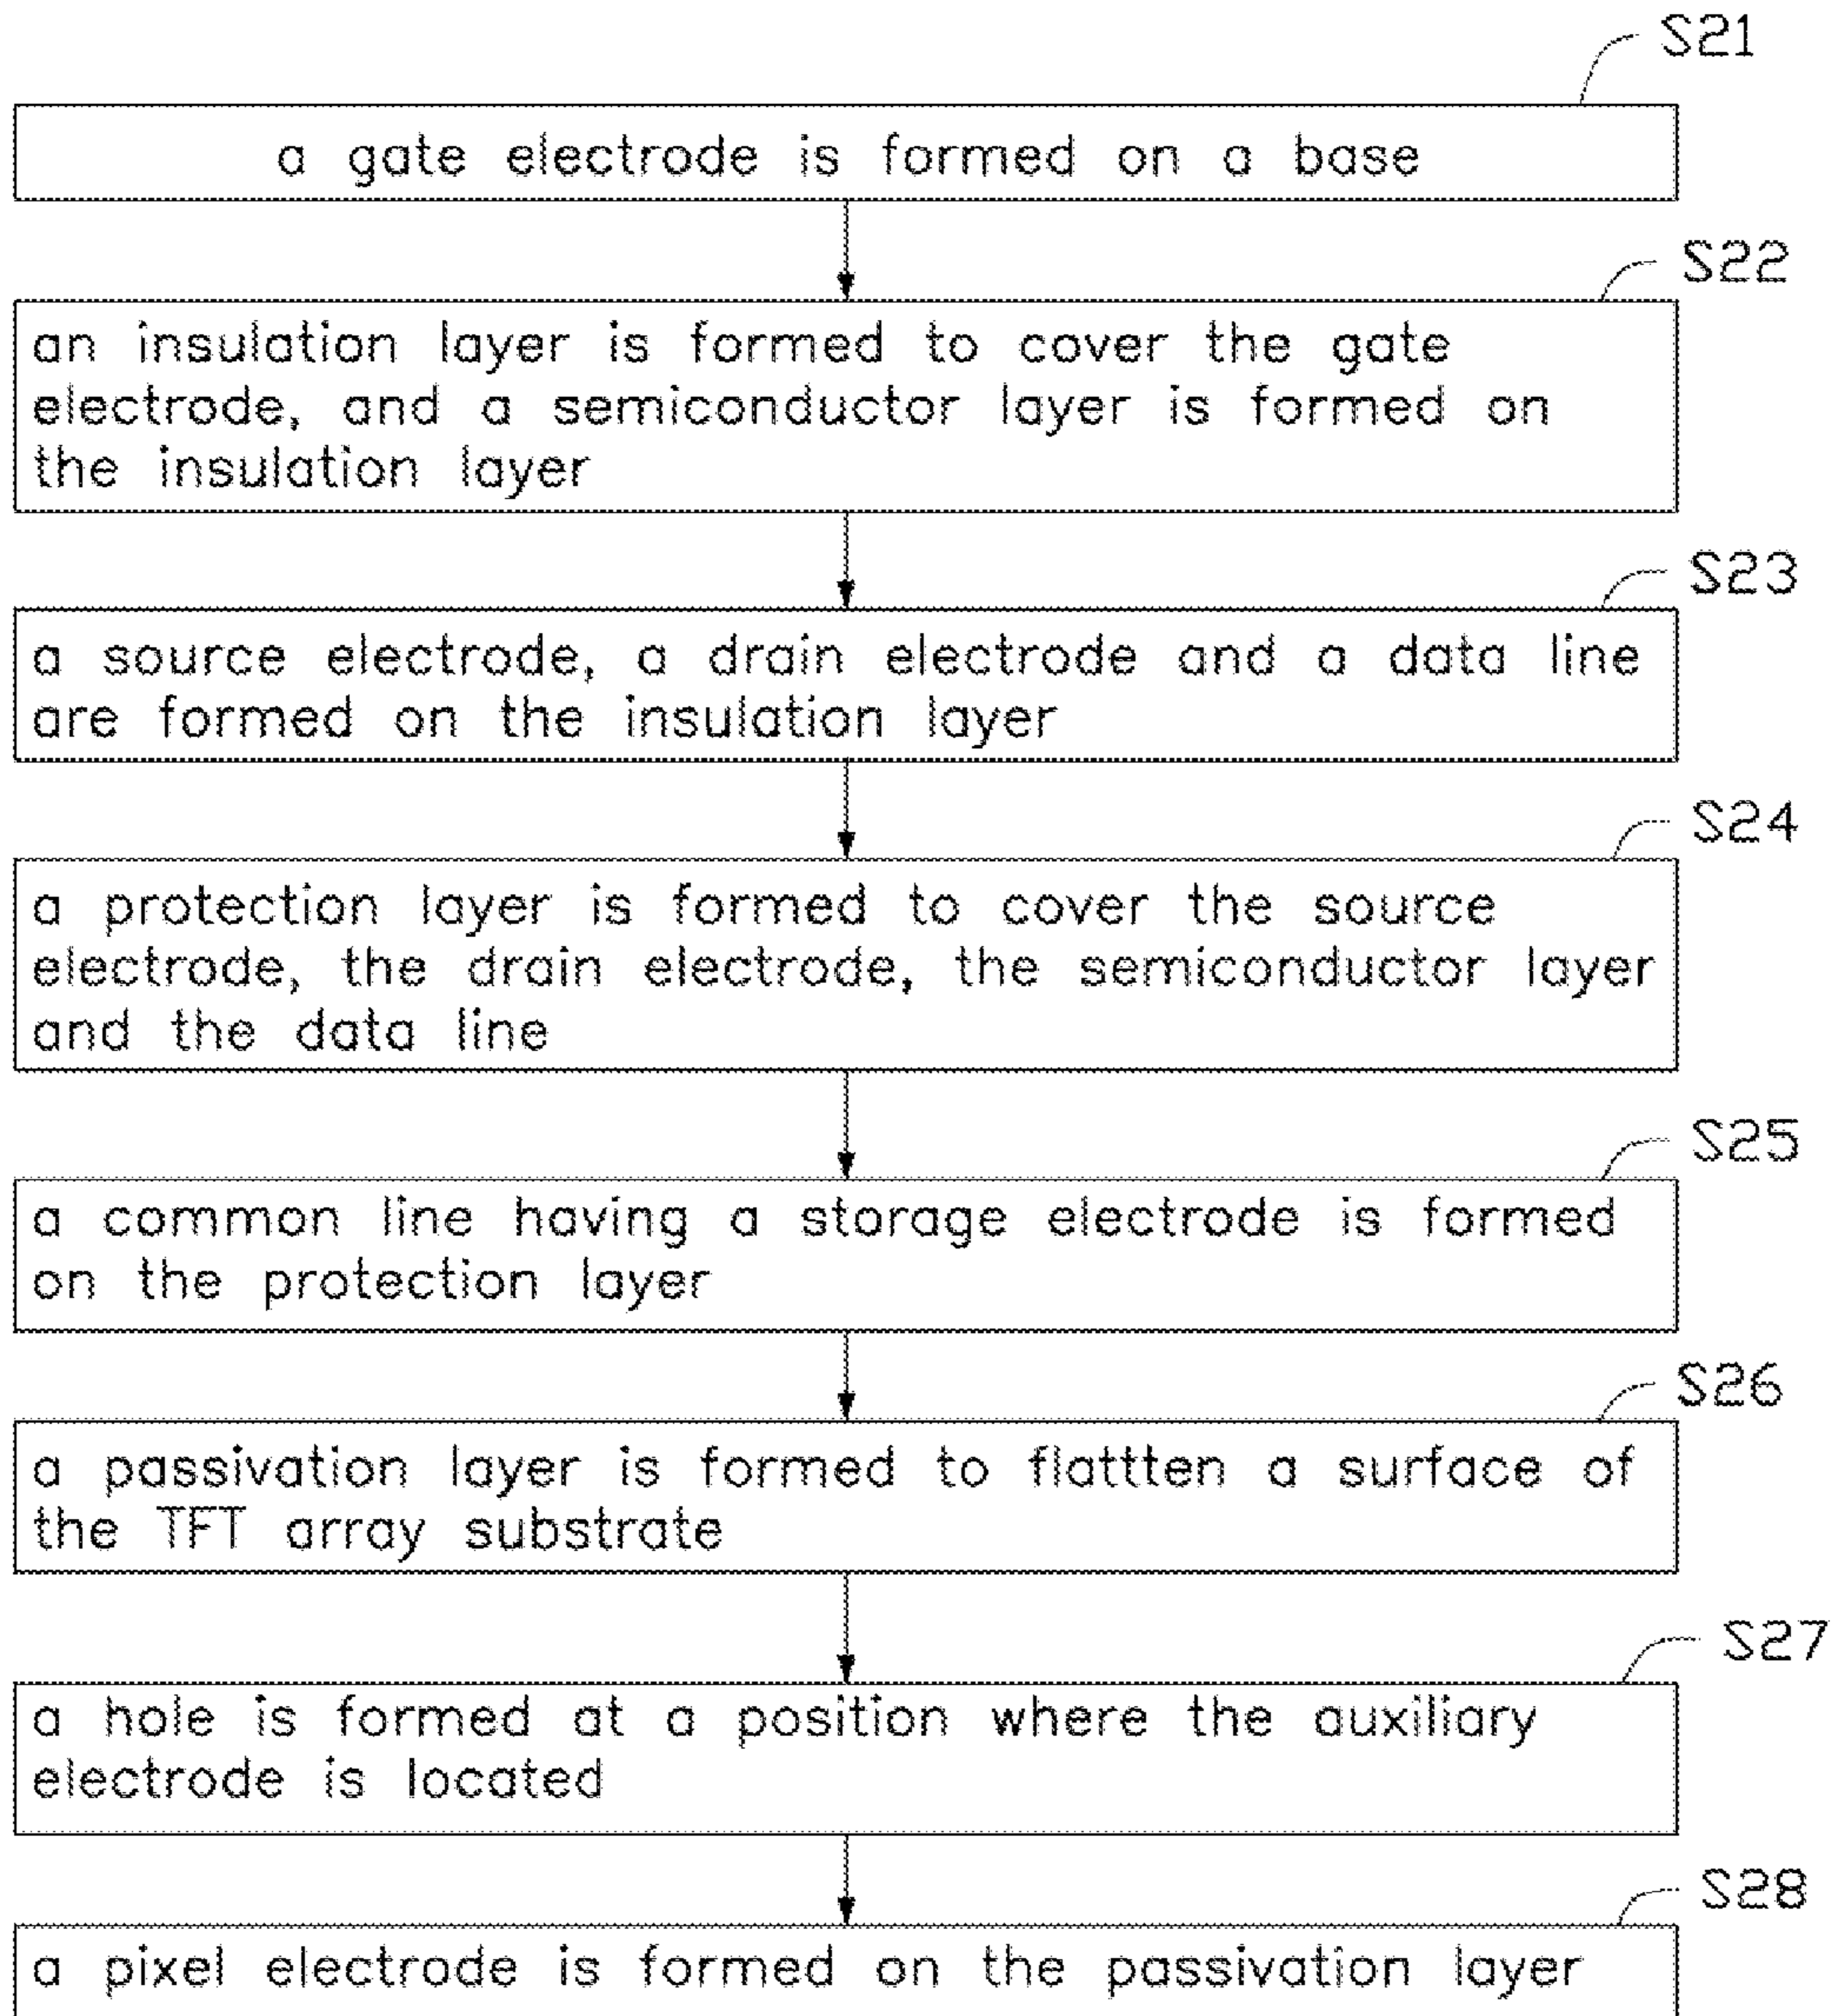 S21
a gate electrode is formed on a base
S22
an insulation layer is formed to cover the gate
electrode, and a semiconductor layer is formed on
the insulation layer
S23
a source electrode, a drain electrode and a data line
are formed on the insulation layer
S24
a protection layer is formed to cover the source
electrode, the drain electrode, the semiconductor layer
and the data line
S25
a common line having a storage electrode is formed
on the protection layer
S26
a passivation layer is formed to flattten a surface of
the TFT array substrate
S27
a hole is formed at a position where the auxiliary
electrode is located
S28
a pixel electrode is formed on the passivation layer